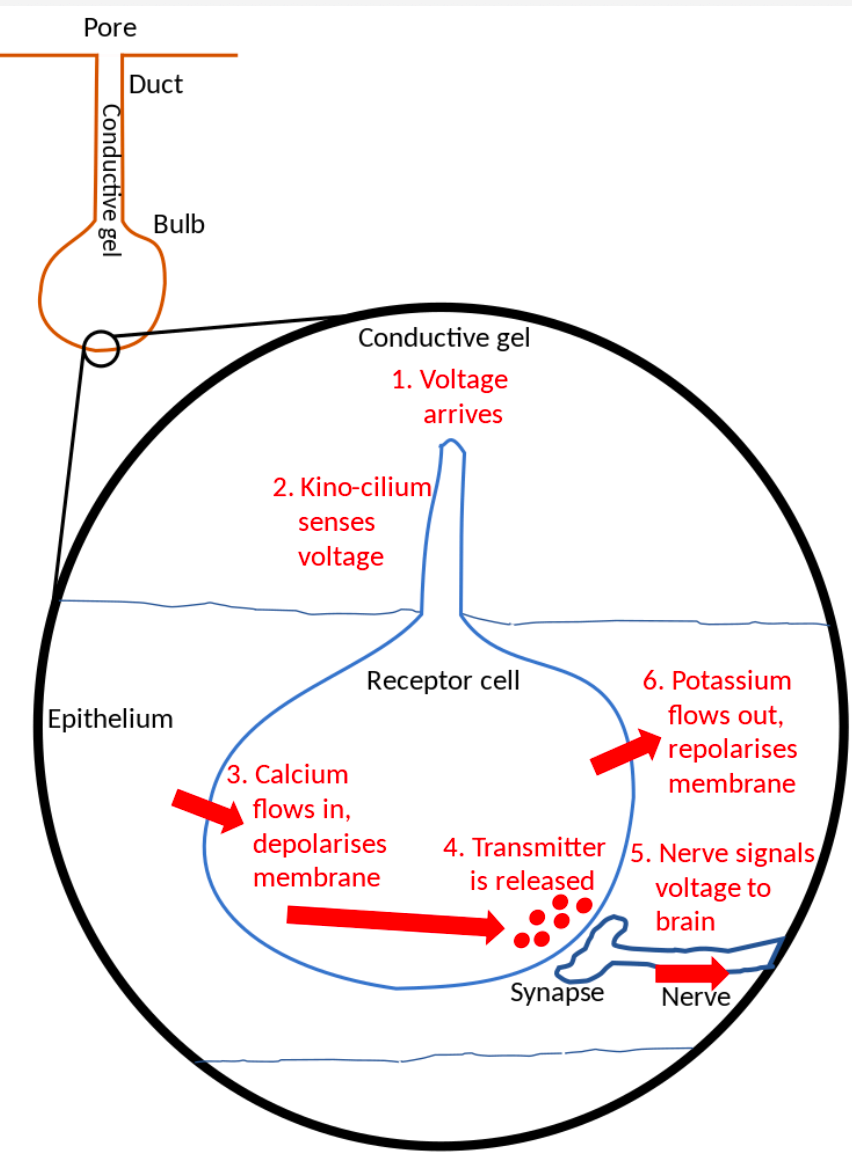 Pore
Duct
Conductive gel
Bulb
Conductive gel
1. Voltage
arrives
2. Kino-cilium
senses
voltage
Receptor cell
Epithelium
6. Potassium
flows out,
repolarises
membrane
3. Calcium
flows in,
depolarises
membrane
4. Transmitter
is released
5. Nerve signals
voltage to
brain
Synapse
Nerve